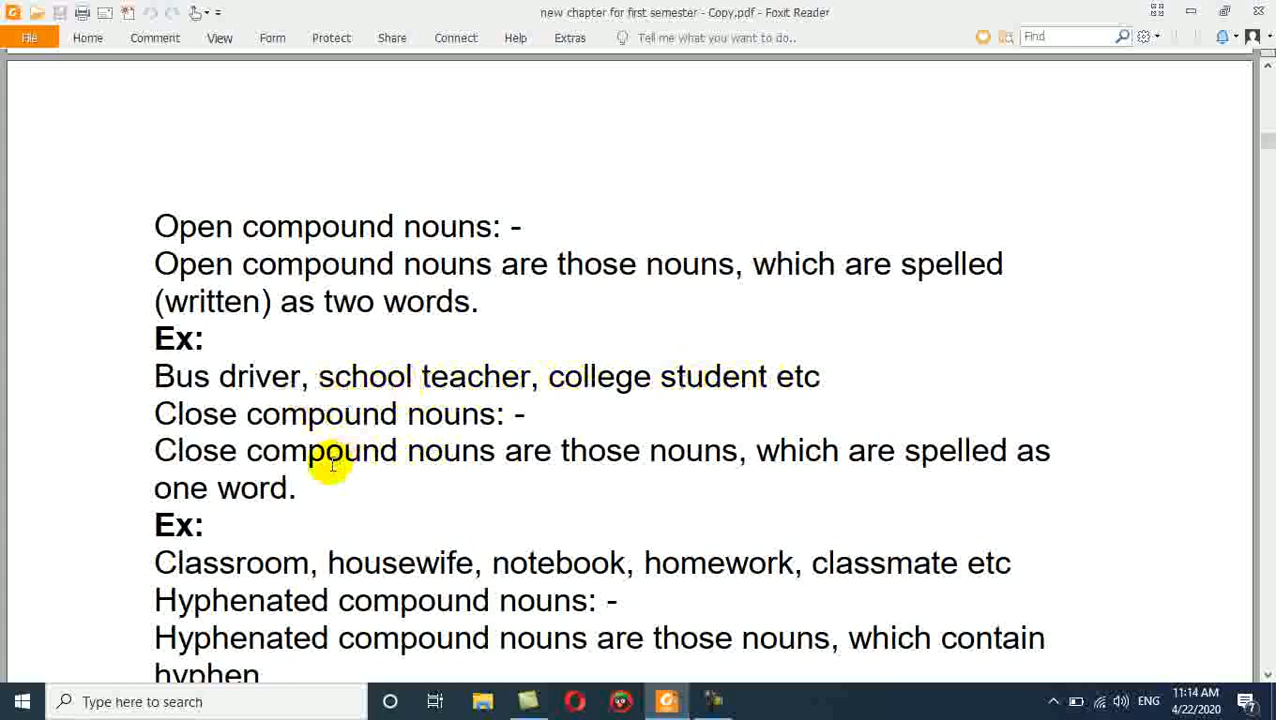 new chapter for first semester - Copy.pdf - Foxit Reader
File Home Comment View Form Protect Share Connect Help Extras Tell me what you want to do.. Find
Open compound nouns: -
Open compound nouns are those nouns, which are spelled
(written) as two words.
Ex:
Bus driver, school teacher, college student etc
Close compound nouns: -
Close compound nouns are those nouns, which are spelled as
one word.
Ex:
Classroom, housewife, notebook, homework, classmate etc
Hyphenated compound nouns: -
Hyphenated compound nouns are those nouns, which contain
hyphen
Type here to search
ENG
11:14 AM
4/22/2020
7